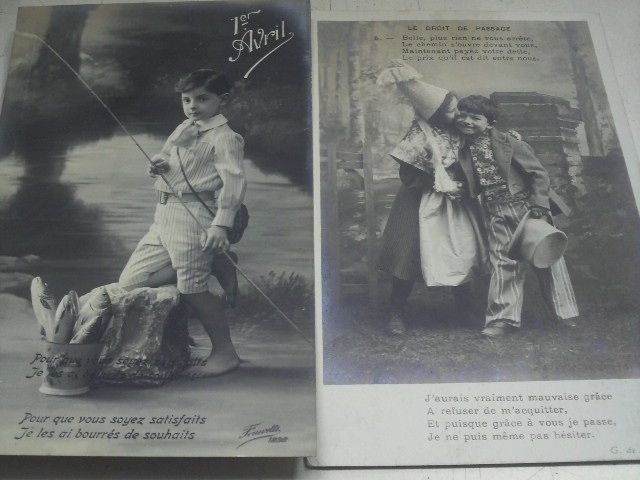 1er
Avril
Pour que vous soyez satisfaits
Je les ai bourrés de souhaits
LE DROIT DE PASSAGE
Belle, plus rien ne vous arrête,
Le chemin s'ouvre devant vous,
Maintenant payez votre dette,
Le prix qu'il est dit entre nous.
J'aurais vraiment mauvaise grâce
A refuser de m'acquitter,
Et puisque grâce à vous je passe,
Je ne puis même pas hésiter.
G. de